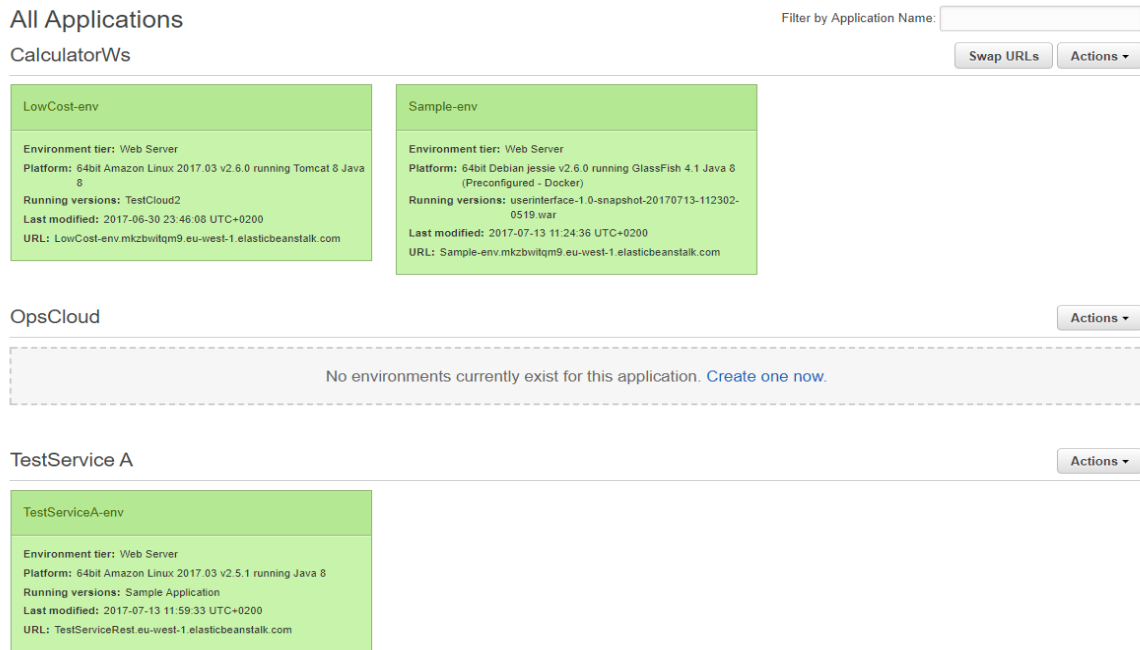 All Applications
Filter by Application Name:
CalculatorWs
Swap URLs
Actions
LowCost-env
Environment tier: Web Server
Platform: 64bit Amazon Linux 2017.03 v2.6.0 running Tomcat 8 Java
8
Running versions: TestCloud2
Last modified: 2017-06-30 23:46:08 UTC+0200
URL: LowCost-env.mkzbwitqm9.eu-west-1.elasticbeanstalk.com
Sample-env
Environment tier: Web Server
Platform: 64bit Debian jessie v2.6.0 running GlassFish 4.1 Java 8
(Preconfigured - Docker)
Running versions: userinterface-1.0-snapshot-20170713-112302-
0519.war
Last modified: 2017-07-13 11:24:36 UTC+0200
URL: Sample-env.mkzbwitqm9.eu-west-1.elasticbeanstalk.com
OpsCloud
Actions
No environments currently exist for this application. Create one now.
TestService A
Actions
TestServiceA-env
Environment tier: Web Server
Platform: 64bit Amazon Linux 2017.03 v2.5.1 running Java 8
Running versions: Sample Application
Last modified: 2017-07-13 11:59:33 UTC+0200
URL: TestServiceRest.eu-west-1.elasticbeanstalk.com